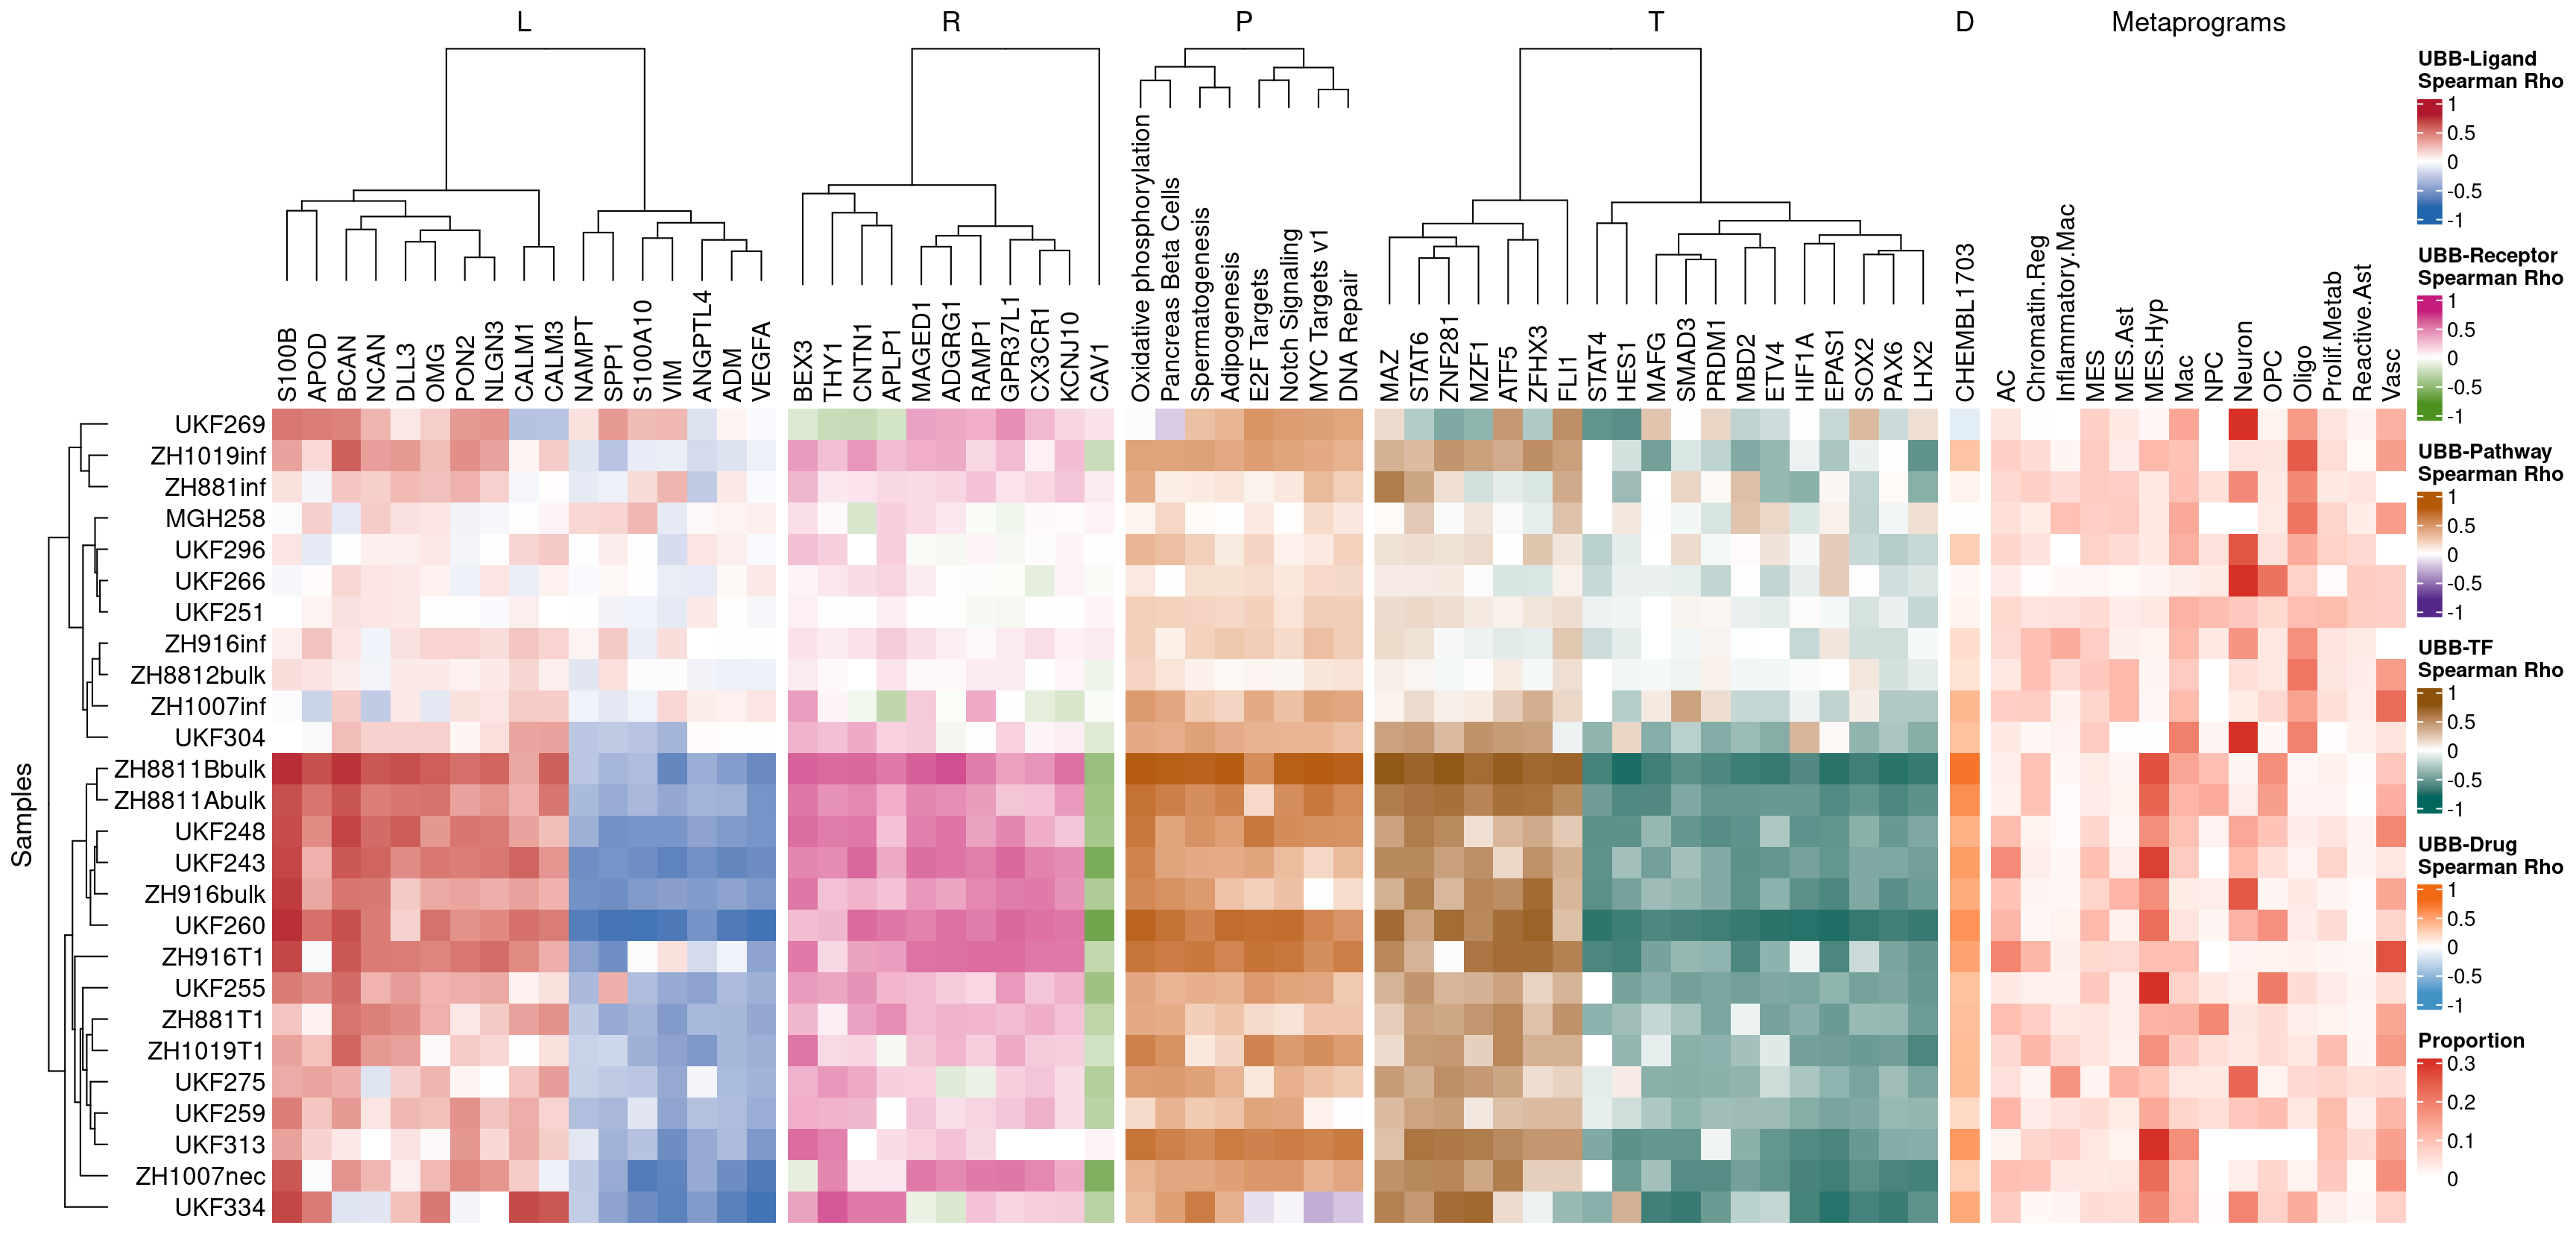 L
R
P
T
D
Metaprograms
S100B
APOD
BCAN
NCAN
DLL3
OMG
PON2
NLGN3
CALM1
CALM3
NAMPT
SPP1
S100A10
VIM
ANGPTL4
ADM
VEGFA
BEX3
THY1
CNTN1
APLP1
MAGED1
ADGRG1
RAMP1
GPR37L1
CX3CR1
KCNJ10
CAV1
Oxidative phosphorylation
Pancreas Beta Cells
Spermatogenesis
Adipogenesis
E2F Targets
Notch Signaling
MYC Targets v1
DNA Repair
MAZ
STAT6
ZNF281
MZF1
ATF5
ZFHX3
FLI1
STAT4
HES1
MAFG
SMAD3
PRDM1
MBD2
ETV4
HIF1A
EPAS1
SOX2
PAX6
LHX2
CHEMBL1703
AC
Chromatin.Reg
Inflammatory.Mac
MES
MES.Ast
MES.Hyp
Mac
NPC
Neuron
OPC
Oligo
Prolif.Metab
Reactive.Ast
Vasc
Samples
UKF269
ZH1019inf
ZH881inf
MGH258
UKF296
UKF266
UKF251
ZH916inf
ZH8812bulk
ZH1007inf
UKF304
ZH8811Bbulk
ZH8811Abulk
UKF248
UKF243
ZH916bulk
UKF260
ZH916T1
UKF255
ZH881T1
ZH1019T1
UKF275
UKF259
UKF313
ZH1007nec
UKF334
UBB-Ligand
Spearman Rho
1
0.5
0
-0.5
-1
UBB-Receptor
Spearman Rho
1
0.5
0
-0.5
-1
UBB-Pathway
Spearman Rho
1
0.5
0
-0.5
-1
UBB-TF
Spearman Rho
1
0.5
0
-0.5
-1
UBB-Drug
Spearman Rho
1
0.5
0
-0.5
-1
Proportion
0.3
0.2
0.1
0